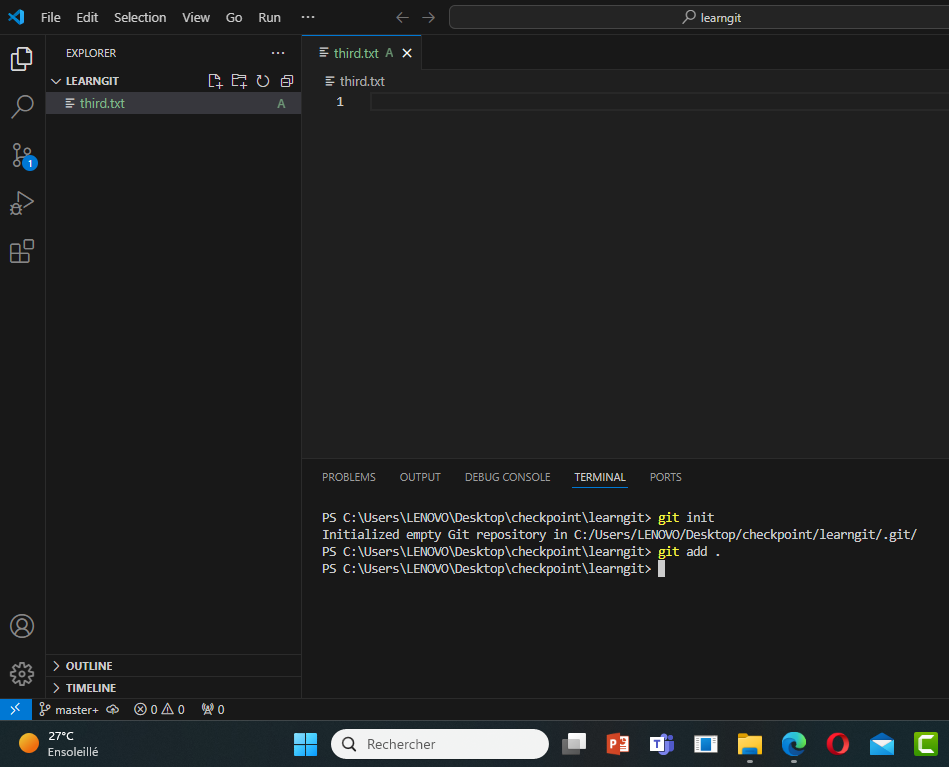 File Edit Selection View Go Run ···
learngit
EXPLORER ···
LEARNGIT
third.txt A
third.txt A
third.txt
1
1
PROBLEMS OUTPUT DEBUG CONSOLE TERMINAL PORTS
PS C:\Users\LENOVO\Desktop\checkpoint\learngit> git init
Initialized empty Git repository in C:/Users/LENOVO/Desktop/checkpoint/learngit/.git/
PS C:\Users\LENOVO\Desktop\checkpoint\learngit> git add .
PS C:\Users\LENOVO\Desktop\checkpoint\learngit>
OUTLINE
TIMELINE
master+ 0 0 0
27°C
Ensoleillé
Rechercher